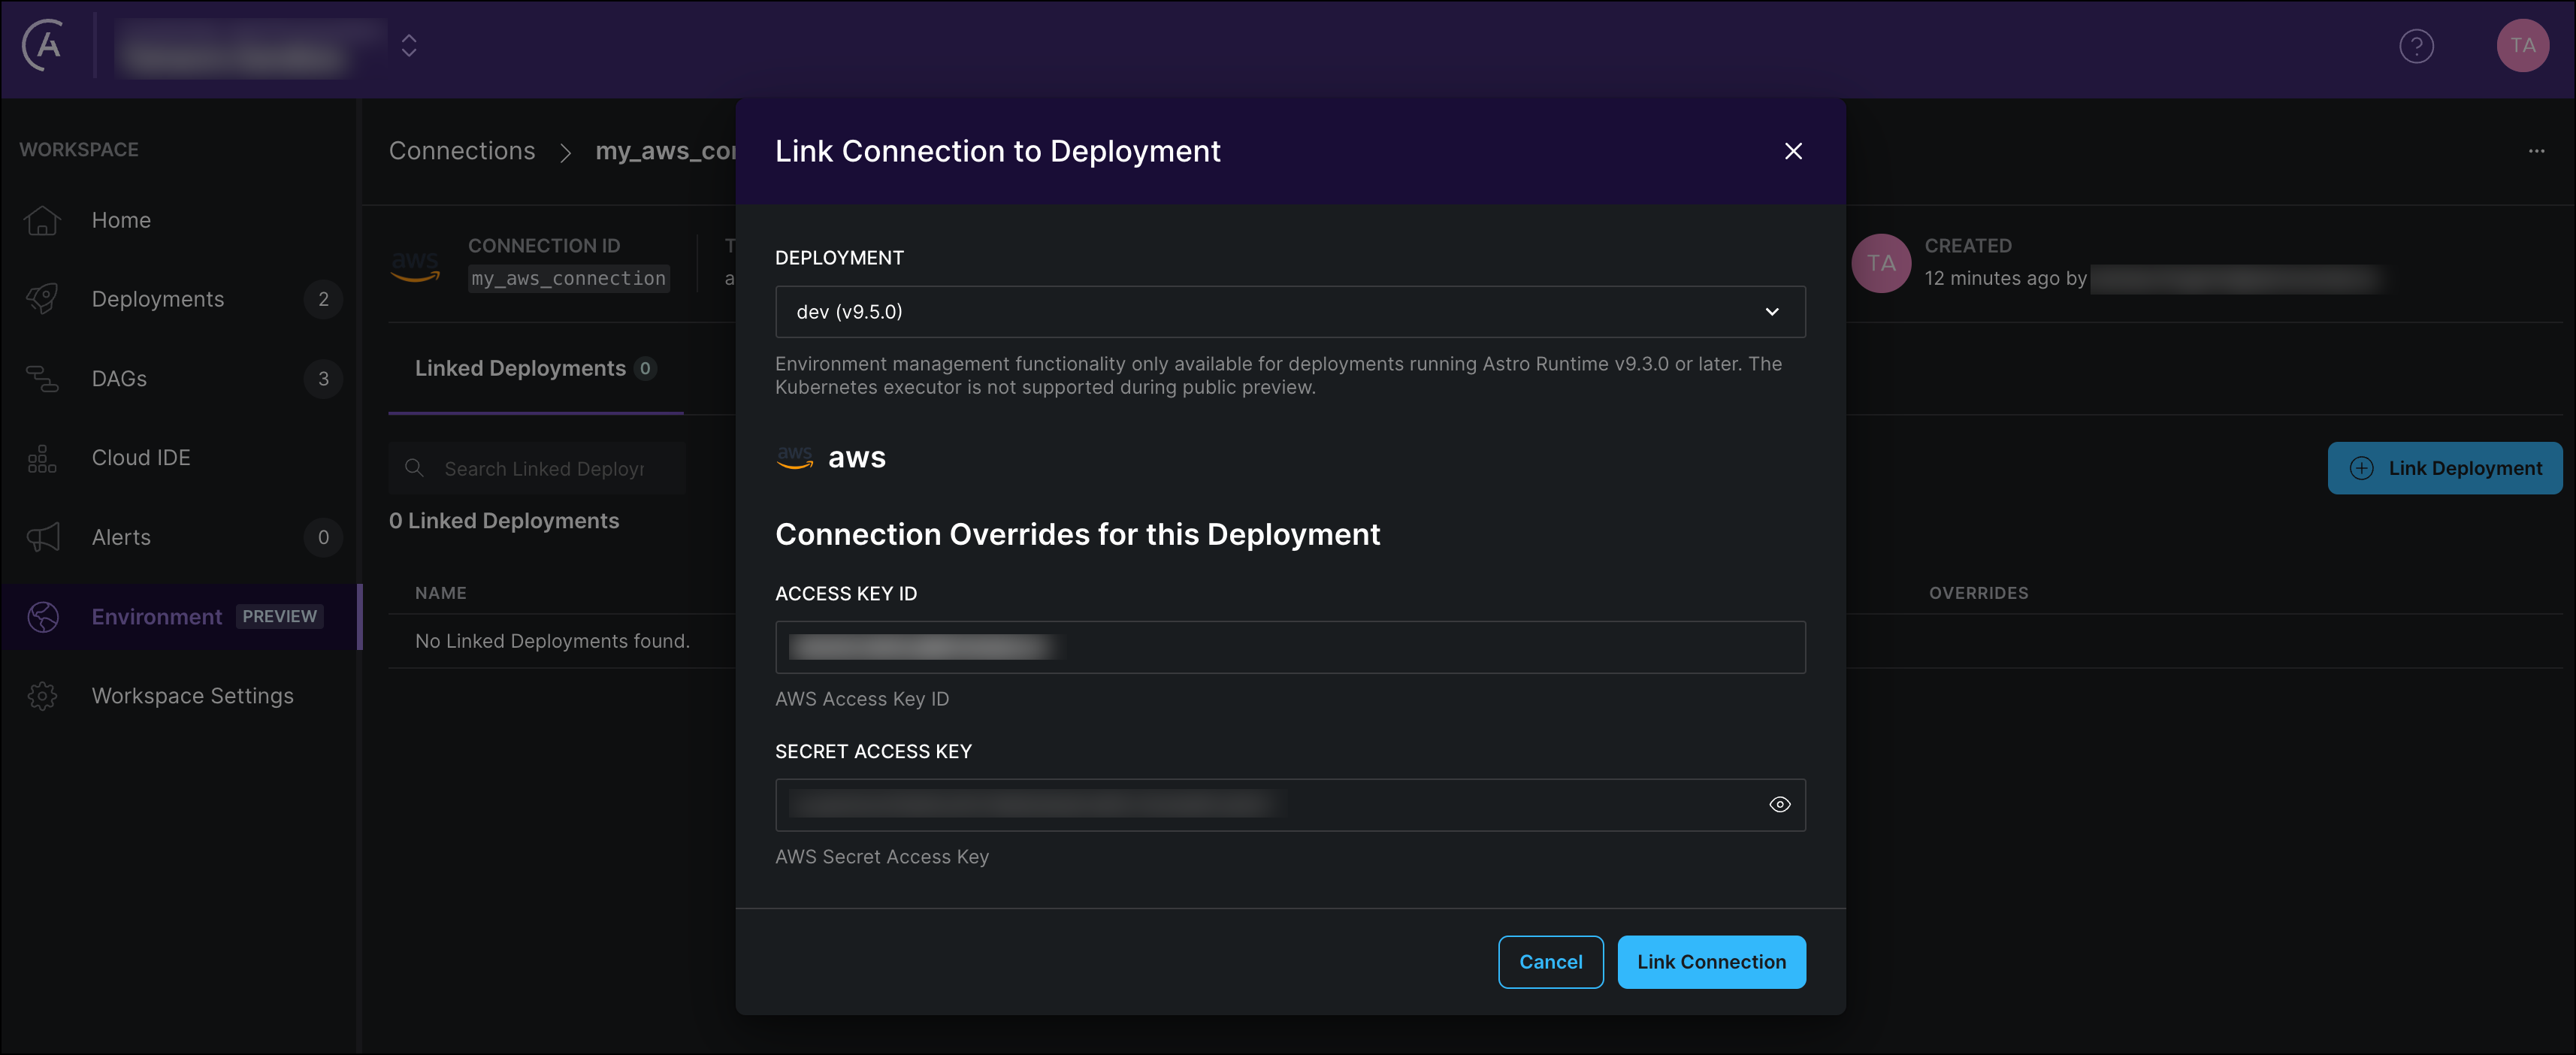 TA
WORKSPACE
Home
Deployments 2
DAGs 3
Cloud IDE
Alerts 0
Environment PREVIEW
Workspace Settings
Connections > my_aws_co
aws
CONNECTION ID
my_aws_connection
T
a
TA
CREATED
12 minutes ago by
Linked Deployments 0
Search Linked Deploy
Link Deployment
0 Linked Deployments
NAME
OVERRIDES
No Linked Deployments found.
Link Connection to Deployment
DEPLOYMENT
dev (v9.5.0)
Environment management functionality only available for deployments running Astro Runtime v9.3.0 or later. The
Kubernetes executor is not supported during public preview.
aws aws
Connection Overrides for this Deployment
ACCESS KEY ID
AWS Access Key ID
SECRET ACCESS KEY
AWS Secret Access Key
Cancel
Link Connection